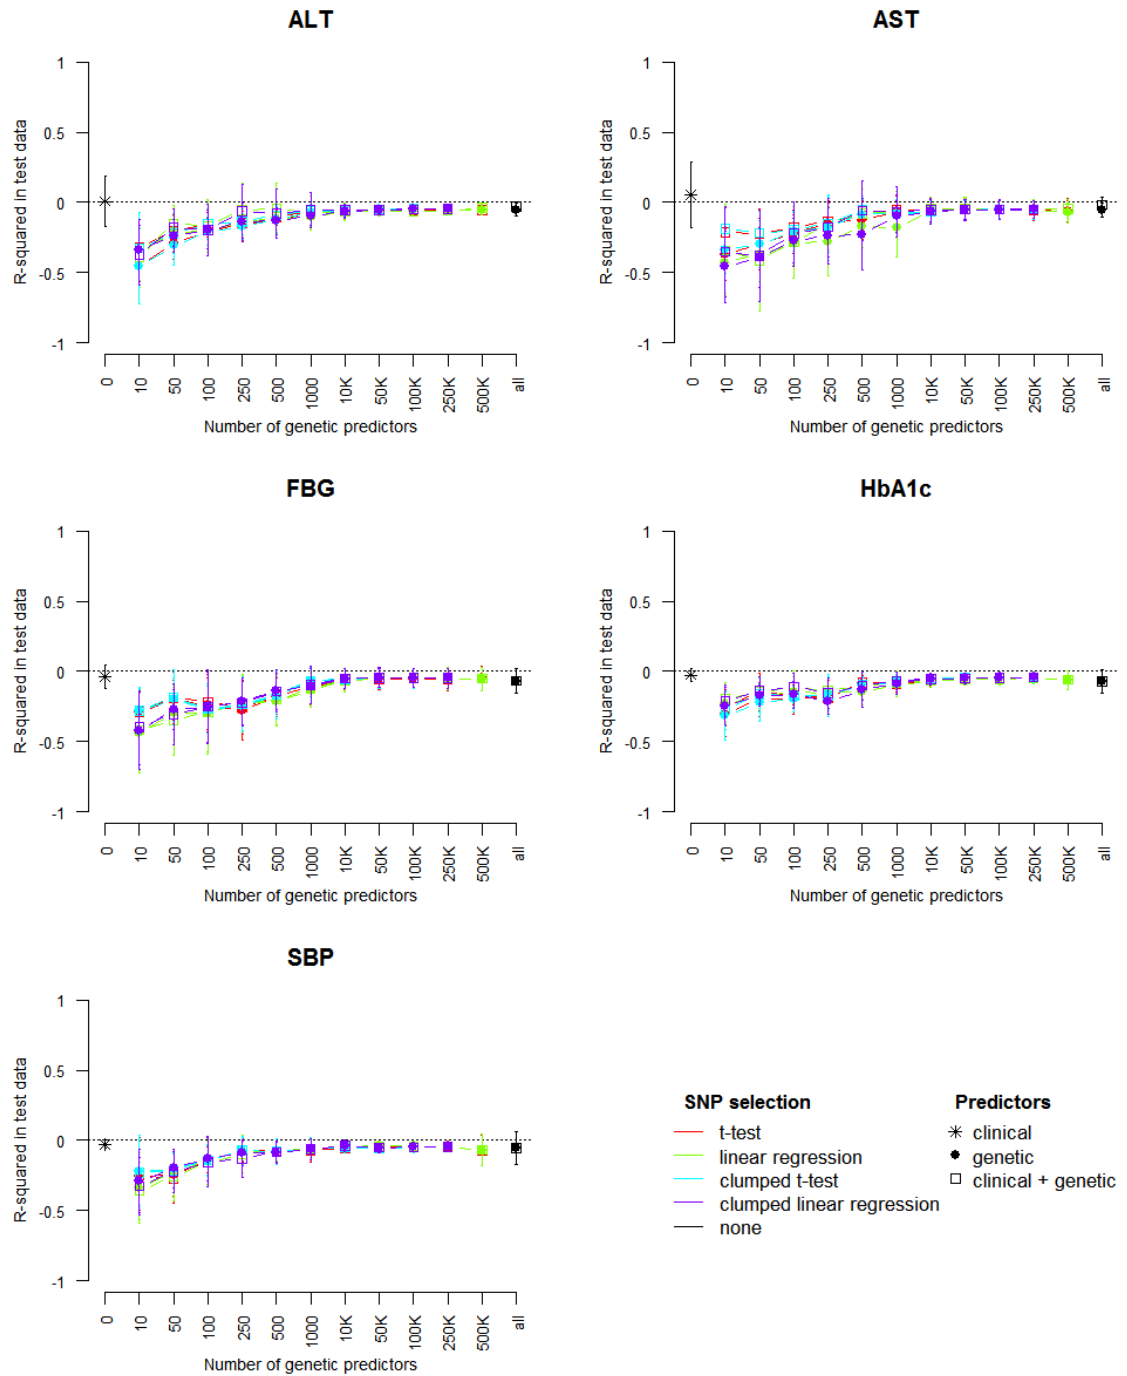 ALT
R-squared in test data
1
0.5
0
-0.5
-1
0 10 50 100 250 500 1000 10K 50K 100K 250K 500K all
Number of genetic predictors
AST
R-squared in test data
1
0.5
0
-0.5
-1
0 10 50 100 250 500 1000 10K 50K 100K 250K 500K all
Number of genetic predictors
FBG
R-squared in test data
1
0.5
0
-0.5
-1
0 10 50 100 250 500 1000 10K 50K 100K 250K 500K all
Number of genetic predictors
HbA1c
R-squared in test data
1
0.5
0
-0.5
-1
0 10 50 100 250 500 1000 10K 50K 100K 250K 500K all
Number of genetic predictors
SBP
R-squared in test data
1
0.5
0
-0.5
-1
0 10 50 100 250 500 1000 10K 50K 100K 250K 500K all
Number of genetic predictors
SNP selection
t-test
linear regression
clumped t-test
clumped linear regression
none
Predictors
clinical
genetic
clinical + genetic